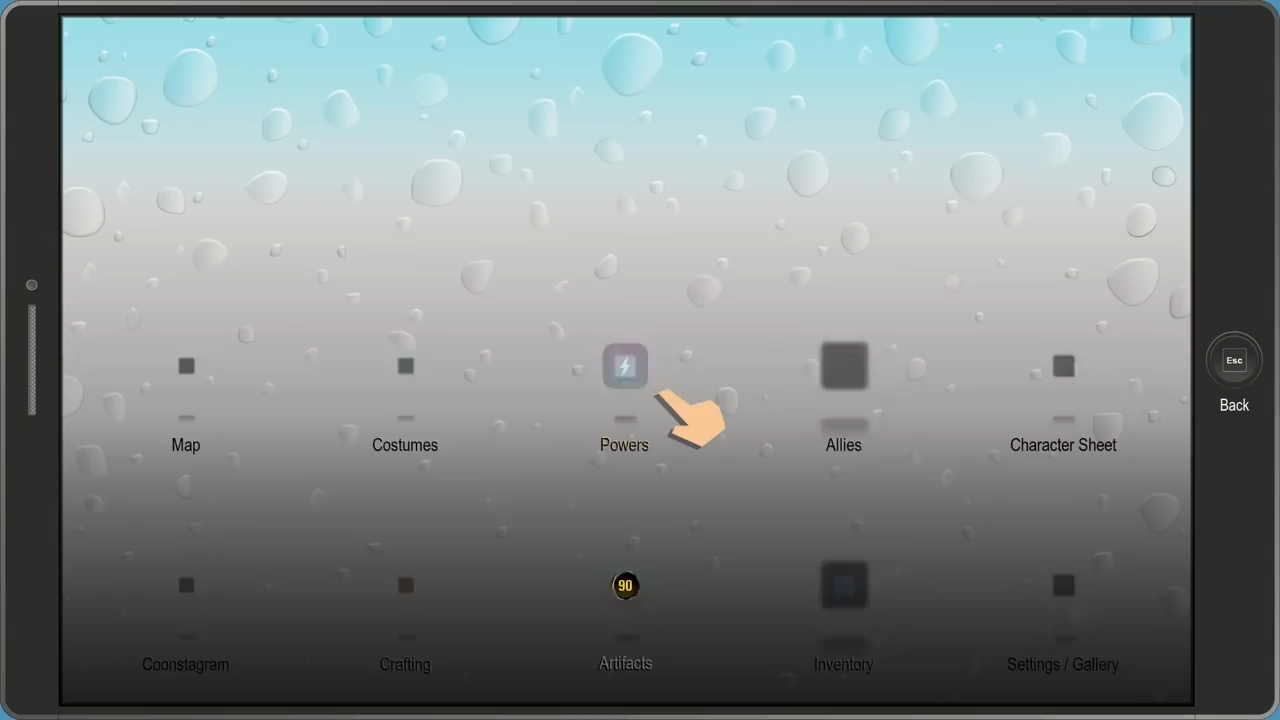 Esc
Back
Map
Costumes
Powers
Allies
Character Sheet
90
Coonstagram
Crafting
Artifacts
Inventory
Settings / Gallery